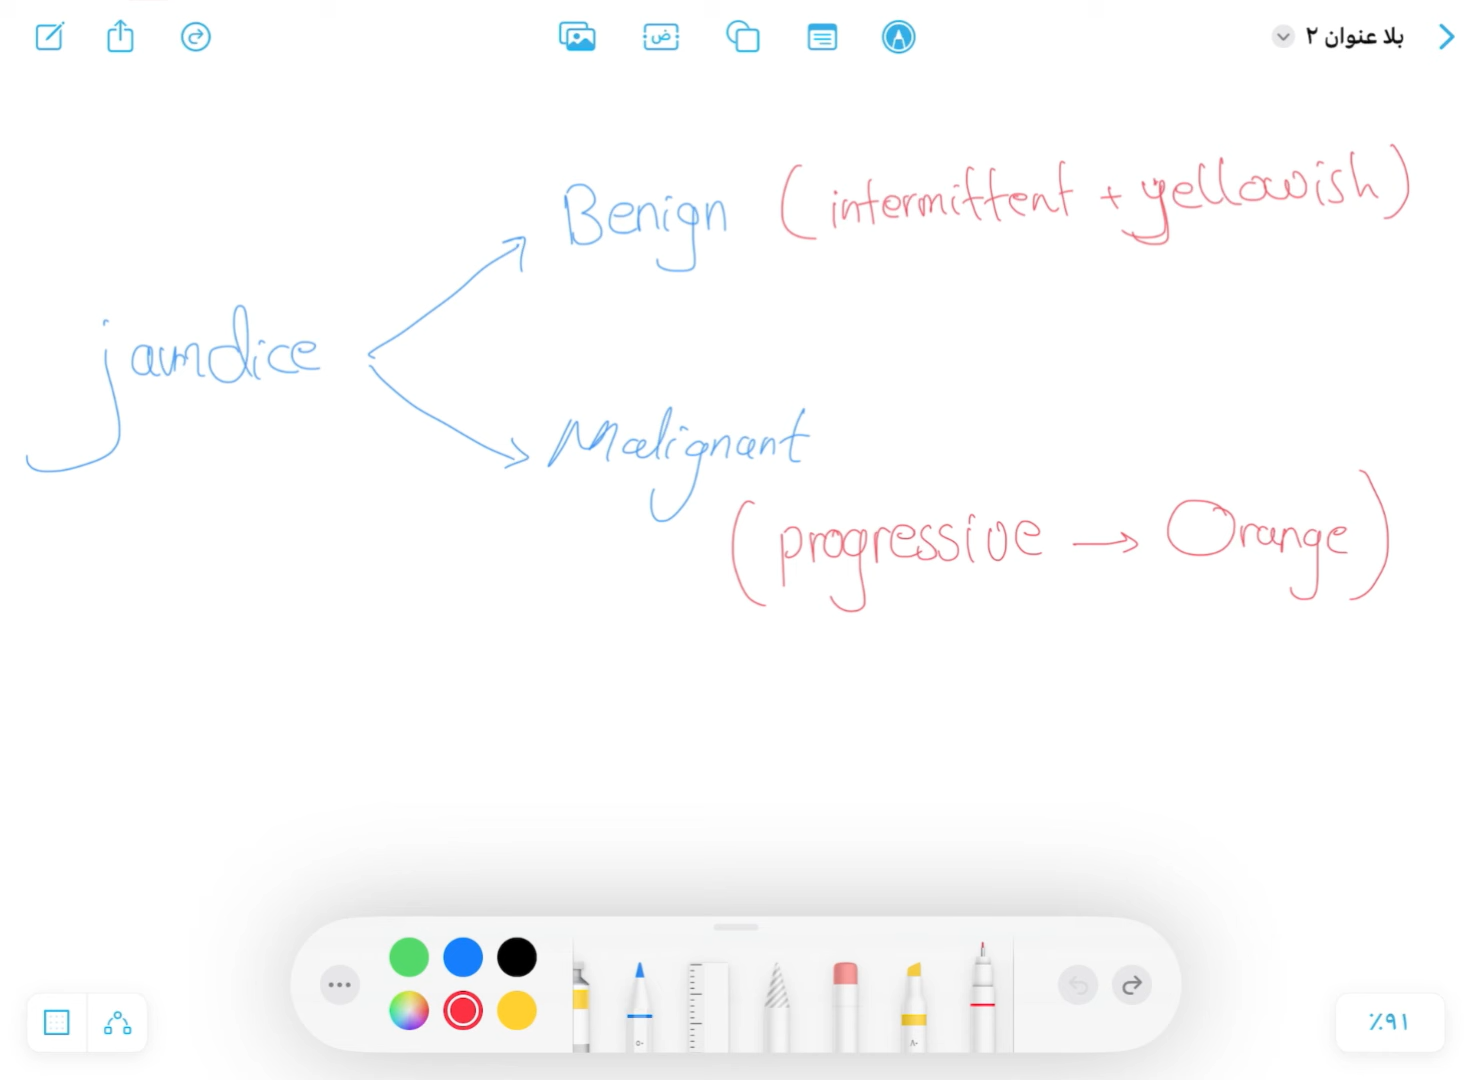 بلا عنوان ٢
ض
Benign (intermittent + yellowish)
jaundice
Malignant
(progressive → Orange)
٪٩١